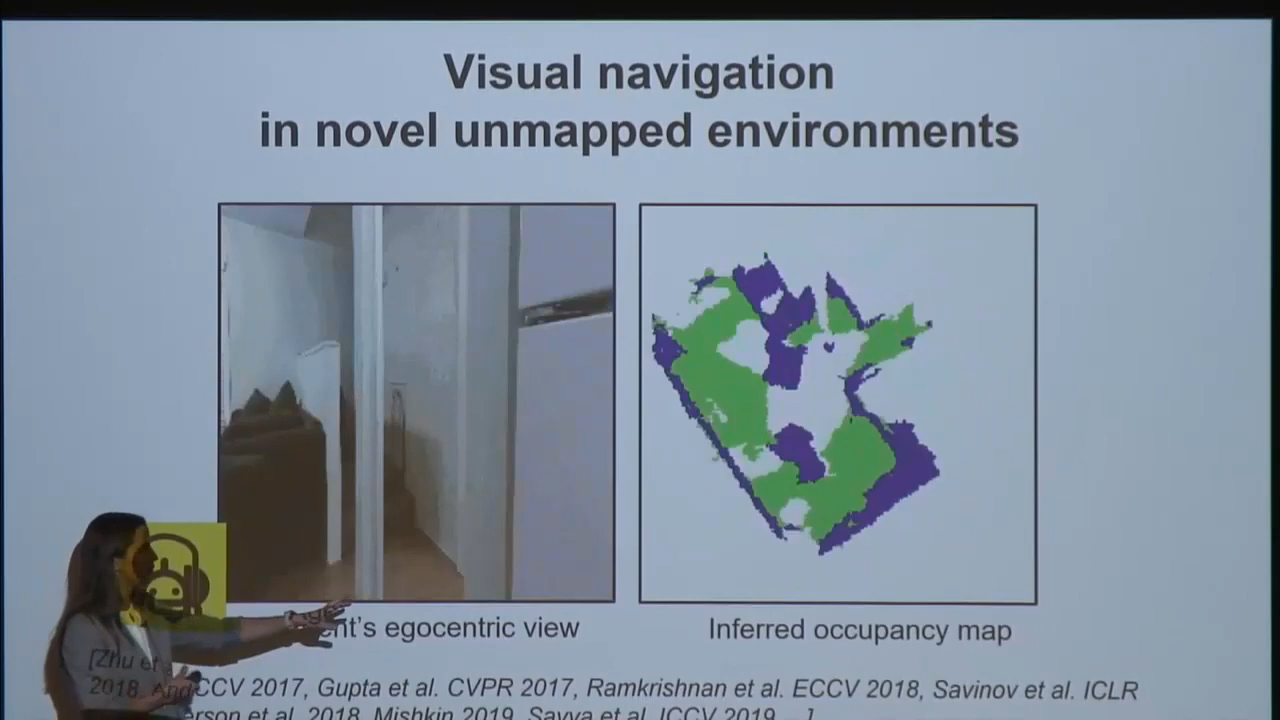 Visual navigation
in novel unmapped environments
Agent's egocentric view
Inferred occupancy map
[Zhu et CCV 2017, Gupta et al. CVPR 2017, Ramkrishnan et al. ECCV 2018, Savinov et al. ICLR
2018, Anderson et al. 2018, Mishkin 2019, Savva et al. ICCV 2019, ...]